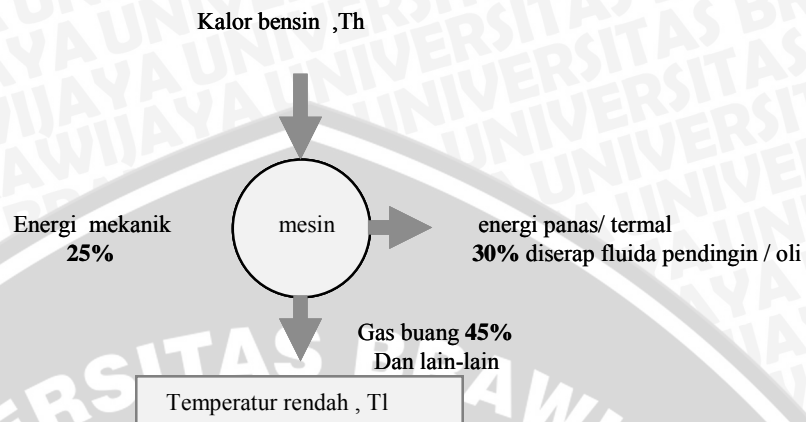 Kalor bensin ,Th
Energi mekanik
25%
mesin
energi panas/ termal
30% diserap fluida pendingin / oli
Gas buang 45%
Dan lain-lain
Temperatur rendah , Tl